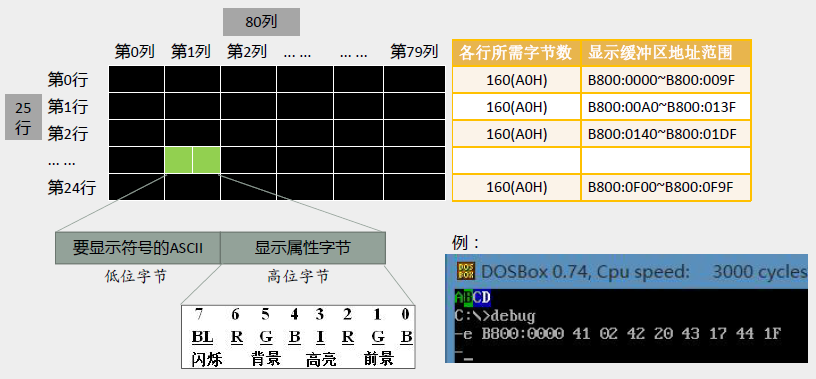 80列
第0列 第1列 第2列 ... ... ... ... 第79列
25行
第0行
第1行
第2行
... ...
第24行
各行所需字节数 显示缓冲区地址范围
160(A0H) B800:0000~B800:009F
160(A0H) B800:00A0~B800:013F
160(A0H) B800:0140~B800:01DF
160(A0H) B800:0F00~B800:0F9F
要显示符号的ASCII 显示属性字节
低位字节 高位字节
7 6 5 4 3 2 1 0
BL R G B I R G B
闪烁 背景 高亮 前景
例：
DOS BOX DOSBox 0.74, Cpu speed: 3000 cycles
ABCD
C:\>debug
-e B800:0000 41 02 42 20 43 17 44 1F
-_